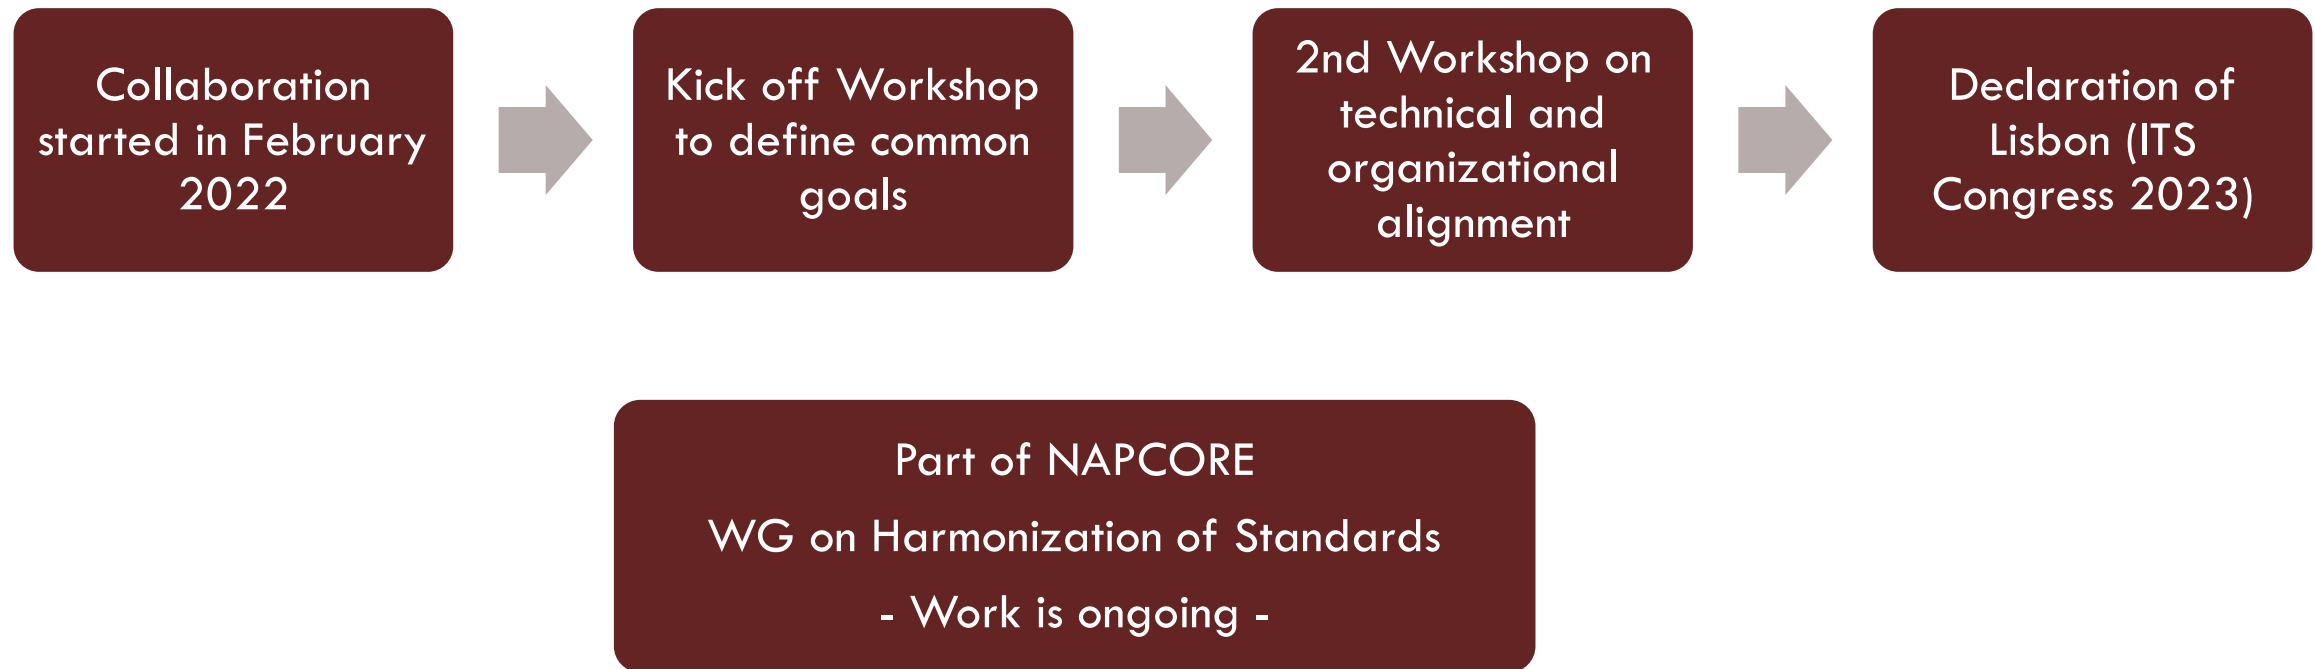 Collaboration
started in February
2022
Kick off Workshop
to define common
goals
2nd Workshop on
technical and
organizational
alignment
Declaration of
Lisbon (ITS
Congress 2023)
Part of NAPCORE
WG on Harmonization of Standards
- Work is ongoing -